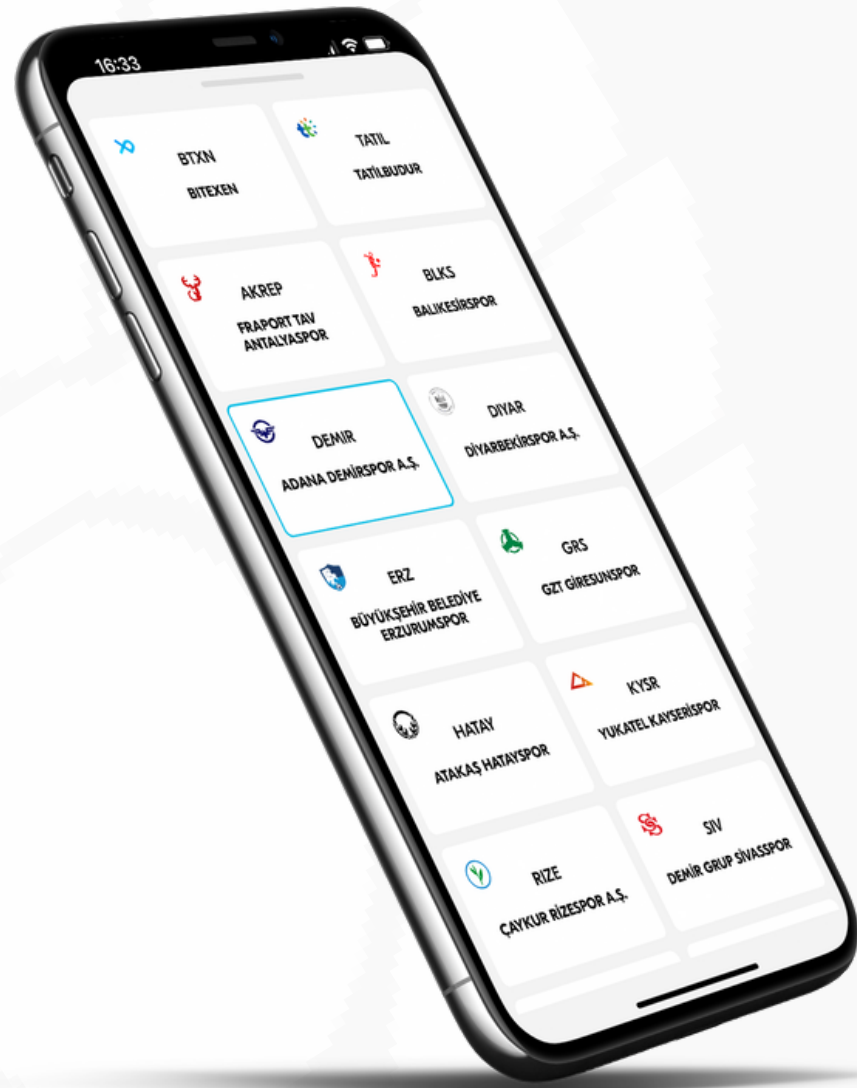 16:33
BTXN
BITEXEN
TATIL
TATİLBUDUR
AKREP
FRAPORT TAV
ANTALYASPOR
BLKS
BALIKESİRSPOR
DEMIR
ADANA DEMİRSPOR A.Ş.
DIYAR
DİYARBEKİRSPOR A.Ş.
ERZ
BÜYÜKŞEHİR BELEDİYE
ERZURUMSPOR
GRS
GZT GİRESUNSPOR
HATAY
ATAKAŞ HATAYSPOR
KYSR
YUKATEL KAYSERİSPOR
RIZE
ÇAYKUR RİZESPOR A.Ş.
SIV
DEMİR GRUP SİVASSPOR